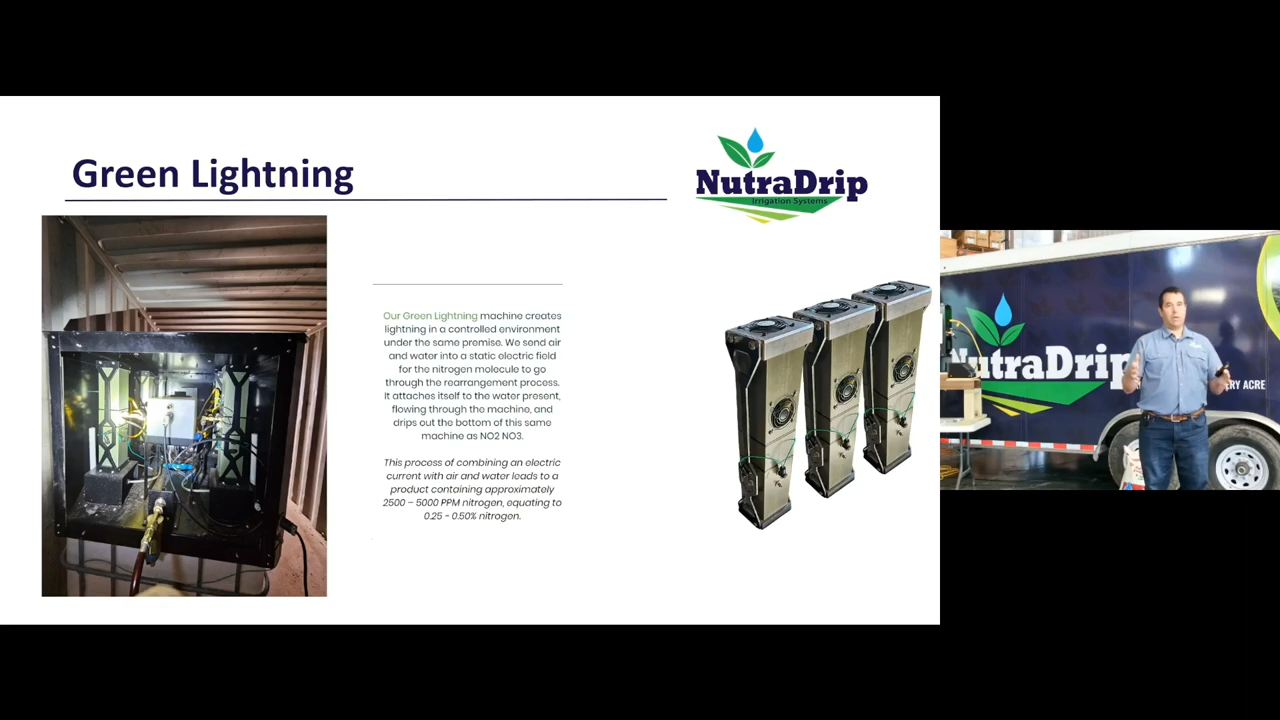 Green Lightning
NutraDrip
Irrigation Systems
Our Green Lightning machine creates
lightning in a controlled environment
under the same premise. We send air
and water into a static electric field
for the nitrogen molecule to go
through the rearrangement process.
It attaches itself to the water present,
flowing through the machine, and
drips out the bottom of this same
machine as NO2 NO3.
This process of combining an electric
current with air and water leads to a
product containing approximately
2500 – 5000 PPM nitrogen, equating to
0.25 - 0.50% nitrogen.
NutraDrip
ERY ACRE